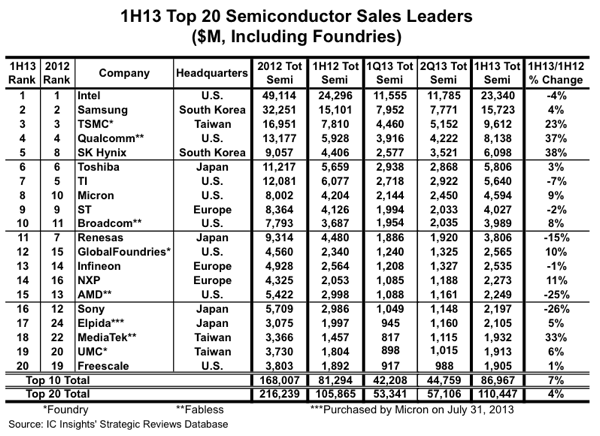 1H13 Top 20 Semiconductor Sales Leaders
($M, Including Foundries)
1H13 Rank 2012 Rank Company Headquarters 2012 Tot Semi 1H12 Tot Semi 1Q13 Tot Semi 2Q13 Tot Semi 1H13 Tot Semi 1H13/1H12 % Change
1 1 Intel U.S. 49,114 24,296 11,555 11,785 23,340 -4%
2 2 Samsung South Korea 32,251 15,101 7,952 7,771 15,723 4%
3 3 TSMC* Taiwan 16,951 7,810 4,460 5,152 9,612 23%
4 4 Qualcomm** U.S. 13,177 5,928 3,916 4,222 8,138 37%
5 8 SK Hynix South Korea 9,057 4,406 2,577 3,521 6,098 38%
6 6 Toshiba Japan 11,217 5,659 2,938 2,868 5,806 3%
7 5 TI U.S. 12,081 6,077 2,718 2,922 5,640 -7%
8 10 Micron U.S. 8,002 4,204 2,144 2,450 4,594 9%
9 9 ST Europe 8,364 4,126 1,994 2,033 4,027 -2%
10 11 Broadcom** U.S. 7,793 3,687 1,954 2,035 3,989 8%
11 7 Renesas Japan 9,314 4,480 1,886 1,920 3,806 -15%
12 15 GlobalFoundries* U.S. 4,560 2,340 1,240 1,325 2,565 10%
13 14 Infineon Europe 4,928 2,564 1,208 1,327 2,535 -1%
14 16 NXP Europe 4,325 2,053 1,085 1,188 2,273 11%
15 13 AMD** U.S. 5,422 2,998 1,088 1,161 2,249 -25%
16 12 Sony Japan 5,709 2,986 1,049 1,148 2,197 -26%
17 24 Elpida*** Japan 3,075 1,997 945 1,160 2,105 5%
18 22 MediaTek** Taiwan 3,366 1,457 817 1,115 1,932 33%
19 20 UMC* Taiwan 3,730 1,804 898 1,015 1,913 6%
20 19 Freescale U.S. 3,803 1,892 917 988 1,905 1%
Top 10 Total 168,007 81,294 42,208 44,759 86,967 7%
Top 20 Total 216,239 105,865 53,341 57,106 110,447 4%
*Foundry **Fabless ***Purchased by Micron on July 31, 2013
Source: IC Insights' Strategic Reviews Database